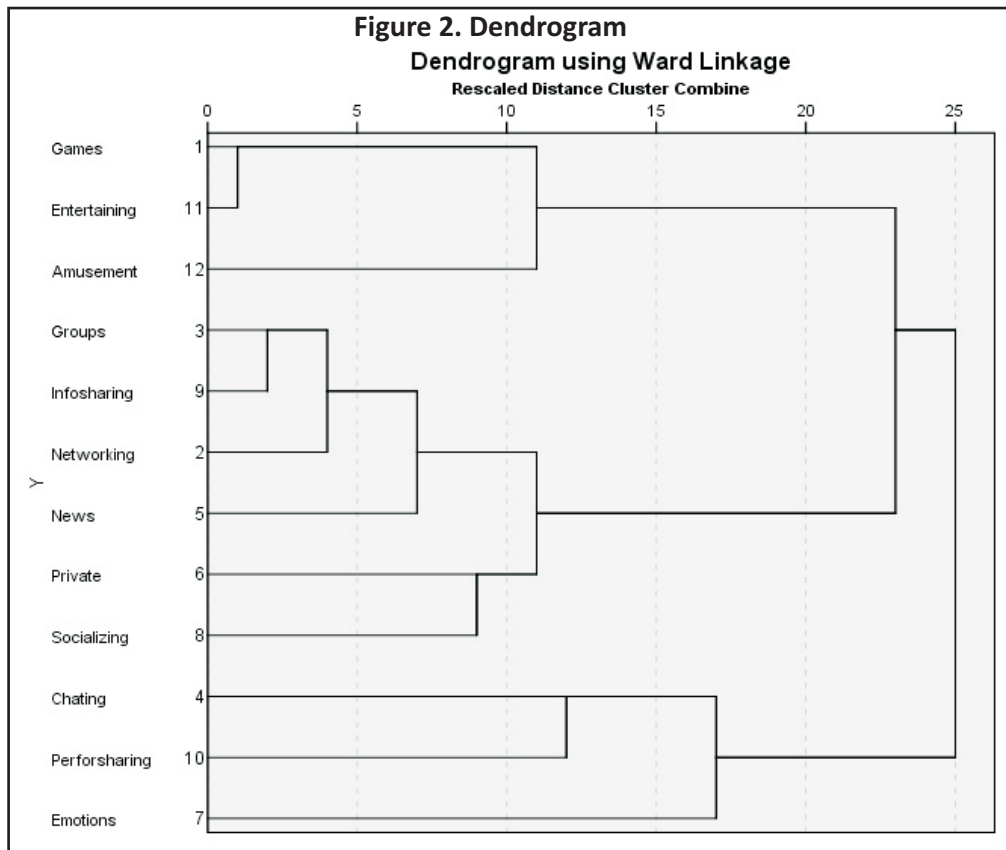 Figure 2. Dendrogram
Dendrogram using Ward Linkage
Rescaled Distance Cluster Combine
0 5 10 15 20 25
Games 1
Entertaining 11
Amusement 12
Groups 3
Infosharing 9
Networking 2
Y
News 5
Private 6
Socializing 8
Chating 4
Perforsharing 10
Emotions 7